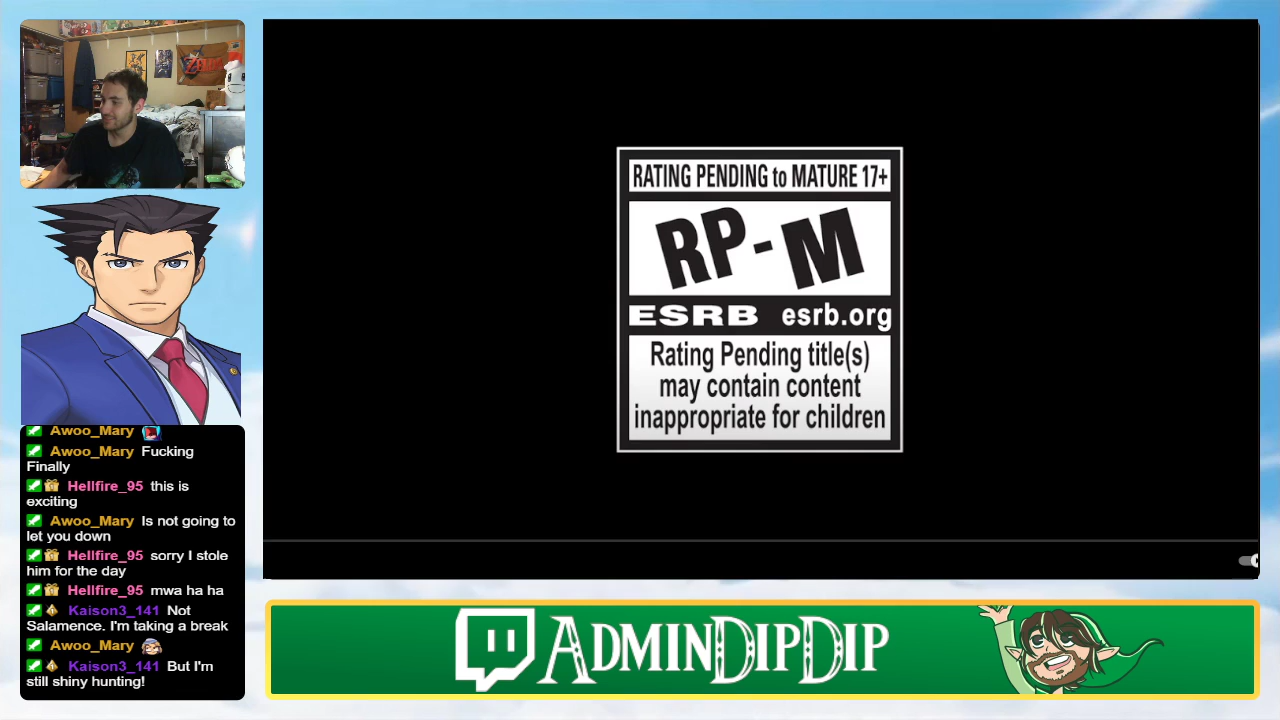 ZELDA
RATING PENDING to MATURE 17+
RP-M
ESRB esrb.org
Rating Pending title(s)
may contain content
inappropriate for children
Awoo_Mary
Awoo_Mary Fucking
Finally
Hellfire_95 this is
exciting
Awoo_Mary Is not going to
let you down
Hellfire_95 sorry I stole
him for the day
Hellfire_95 mwa ha ha
Kaison3_141 Not
Salamence. I'm taking a break
Awoo_Mary
Kaison3_141 But I'm
still shiny hunting!
ADMINDIPDIP